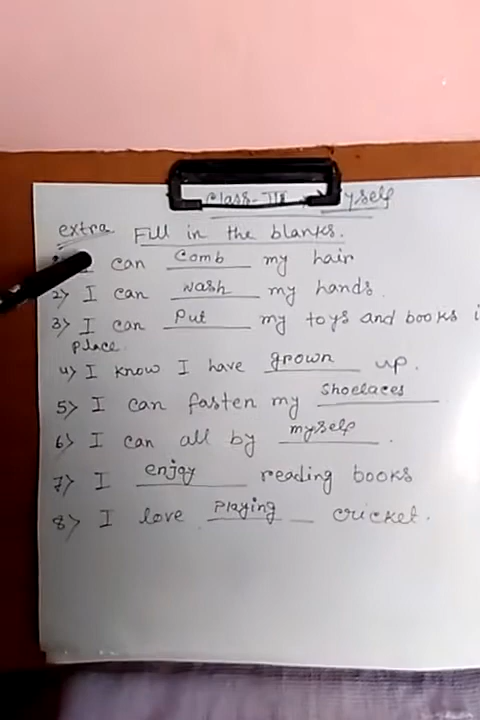 Class-III
extra Fill in the blanks.
I can comb my hair
2) I can wash my hands.
3) I can put my toys and books
place.
4) I know I have grown up.
5) I can fasten my shoelaces.
6) I can all by myself.
7) I enjoy reading books
8) I love playing cricket.